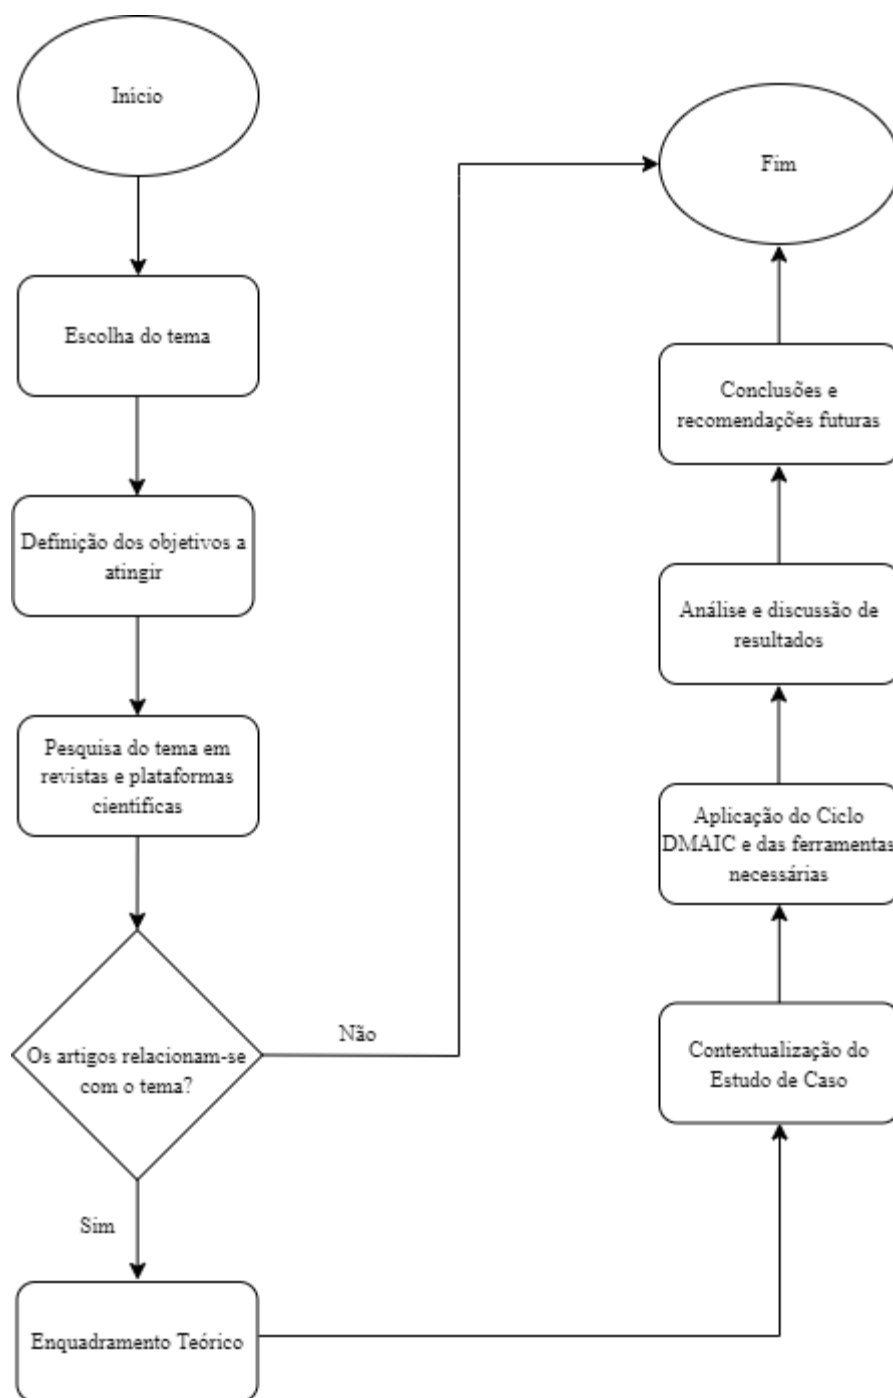 Início
Escolha do tema
Definição dos objetivos a
atingir
Pesquisa do tema em
revistas e plataformas
científicas
Os artigos relacionam-se
com o tema?
Não
Sim
Enquadramento Teórico
Contextualização do
Estudo de Caso
Aplicação do Ciclo
DMAIC e das ferramentas
necessárias
Análise e discussão de
resultados
Conclusões e
recomendações futuras
Fim